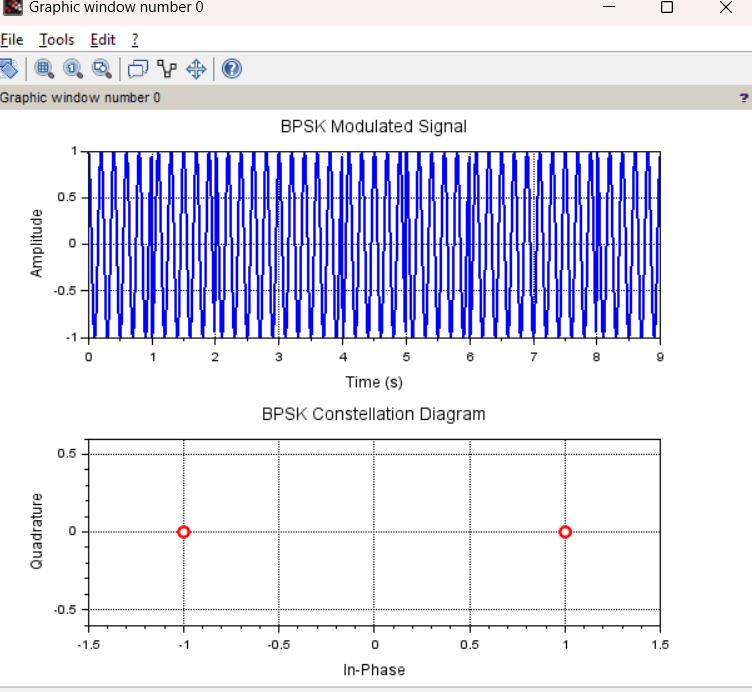 Graphic window number 0
File Tools Edit ?
Graphic window number 0 ?
BPSK Modulated Signal
1
0.5
0
-0.5
-1
Amplitude
0 1 2 3 4 5 6 7 8 9
Time (s)
BPSK Constellation Diagram
0.5
0
-0.5
Quadrature
-1.5 -1 -0.5 0 0.5 1 1.5
In-Phase